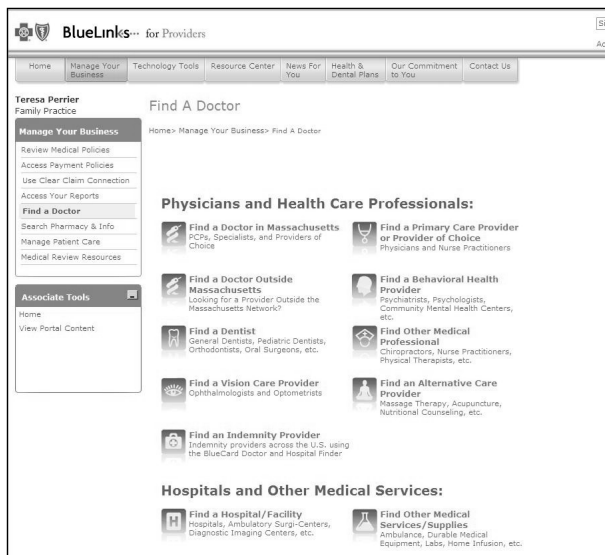 BlueLinks for Providers
Home
Manage Your Business
Technology Tools
Resource Center
News For You
Health & Dental Plans
Our Commitment to You
Contact Us
Teresa Perrier
Family Practice
Manage Your Business
Review Medical Policies
Access Payment Policies
Use Clear Claim Connection
Access Your Reports
Find a Doctor
Search Pharmacy & Info
Manage Patient Care
Medical Review Resources
Associate Tools
Home
View Portal Content
Find A Doctor
Home> Manage Your Business> Find A Doctor
Physicians and Health Care Professionals:
Find a Doctor in Massachusetts
PCPs, Specialists, and Providers of
Choice
Find a Primary Care Provider
or Provider of Choice
Physicians and Nurse Practitioners
Find a Doctor Outside
Massachusetts
Looking for a Provider Outside the
Massachusetts Network?
Find a Behavioral Health
Provider
Psychiatrists, Psychologists,
Community Mental Health Centers,
etc.
Find a Dentist
General Dentists, Pediatric Dentists,
Orthodontists, Oral Surgeons, etc.
Find Other Medical
Professional
Chiropractors, Nurse Practitioners,
Physical Therapists, etc.
Find a Vision Care Provider
Ophthalmologists and Optometrists
Find an Alternative Care
Provider
Massage Therapy, Acupuncture,
Nutritional Counseling, etc.
Find an Indemnity Provider
Indemnity providers across the U.S. using
the BlueCard Doctor and Hospital Finder
Hospitals and Other Medical Services:
Find a Hospital/Facility
Hospitals, Ambulatory Surgi-Centers,
Diagnostic Imaging Centers, etc.
Find Other Medical
Services/Supplies
Ambulance, Durable Medical
Equipment, Labs, Home Infusion, etc.